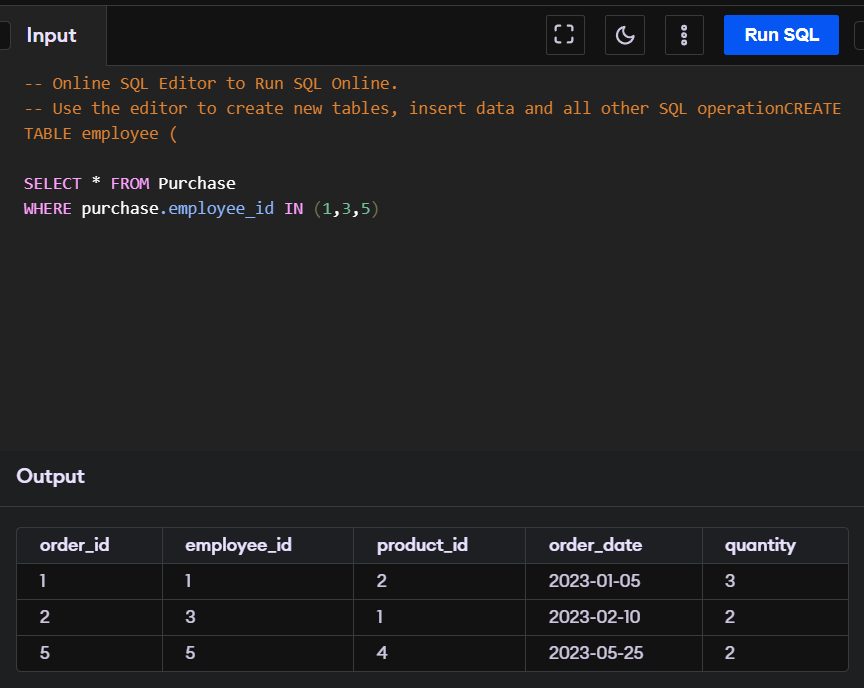 Input
Run SQL
-- Online SQL Editor to Run SQL Online.
-- Use the editor to create new tables, insert data and all other SQL operationCREATE
TABLE employee (
SELECT * FROM Purchase
WHERE purchase.employee_id IN (1,3,5)
Output
order_id employee_id product_id order_date quantity
1 1 2 2023-01-05 3
2 3 1 2023-02-10 2
5 5 4 2023-05-25 2